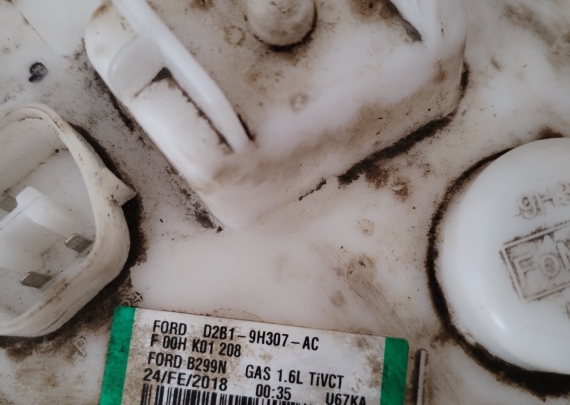 9H
FoM
FORD D2B1-9H307-AC
F 00H K01 208
FORD B299N GAS 1.6L TiVCT
24/FE/2018 00:35 U67KA